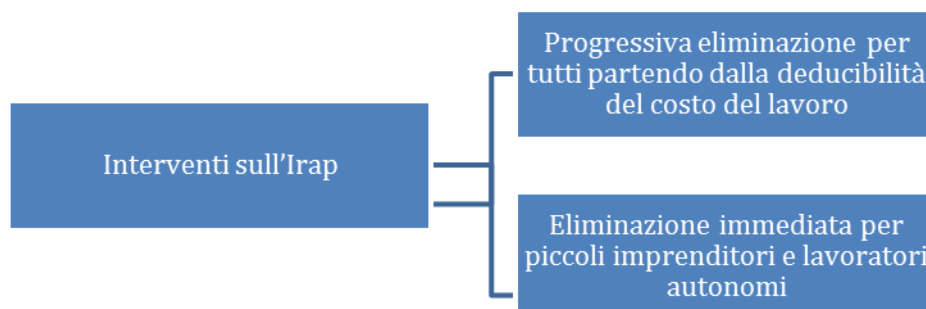 Interventi sull'Irap
Progressiva eliminazione per
tutti partendo dalla deducibilità
del costo del lavoro
Eliminazione immediata per
piccoli imprenditori e lavoratori
autonomi